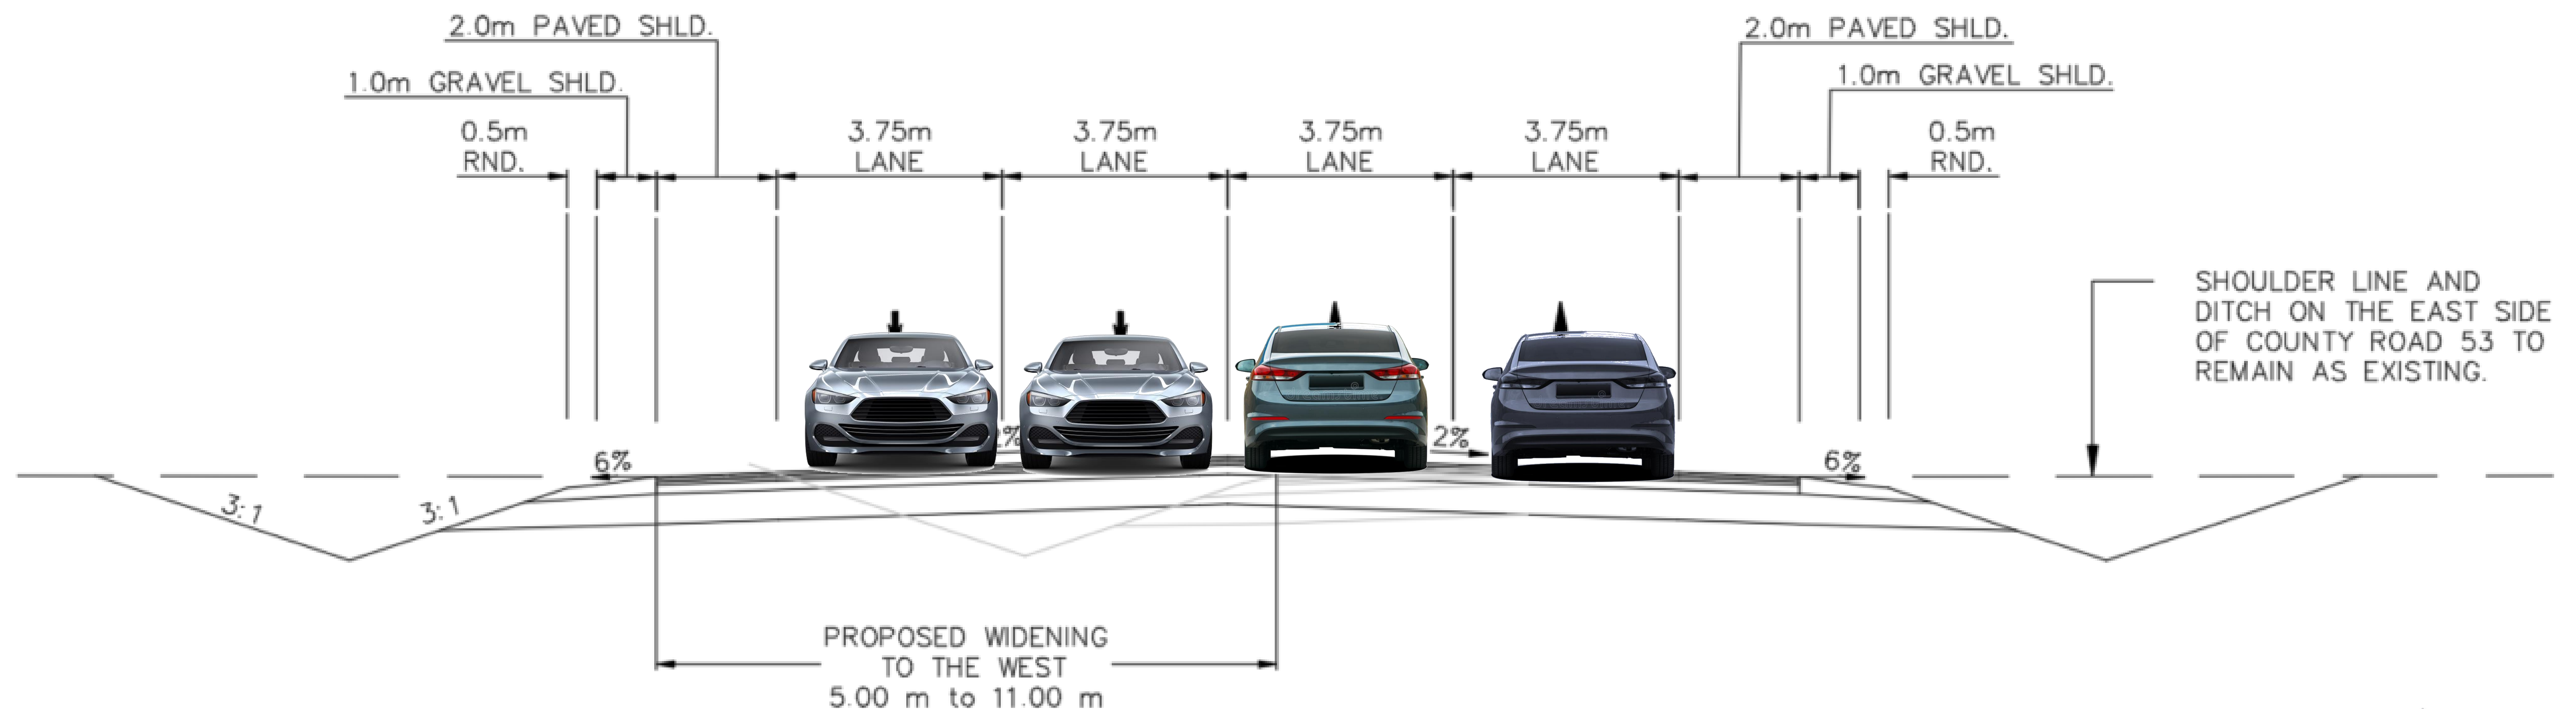 2.0m PAVED SHLD.
2.0m PAVED SHLD.
1.0m GRAVEL SHLD.
1.0m GRAVEL SHLD.
0.5m
RND.
3.75m
LANE
3.75m
LANE
3.75m
LANE
3.75m
LANE
0.5m
RND.
SHOULDER LINE AND
DITCH ON THE EAST SIDE
OF COUNTY ROAD 53 TO
REMAIN AS EXISTING.
6%
2%
6%
3:1
3:1
PROPOSED WIDENING
TO THE WEST
5.00 m to 11.00 m